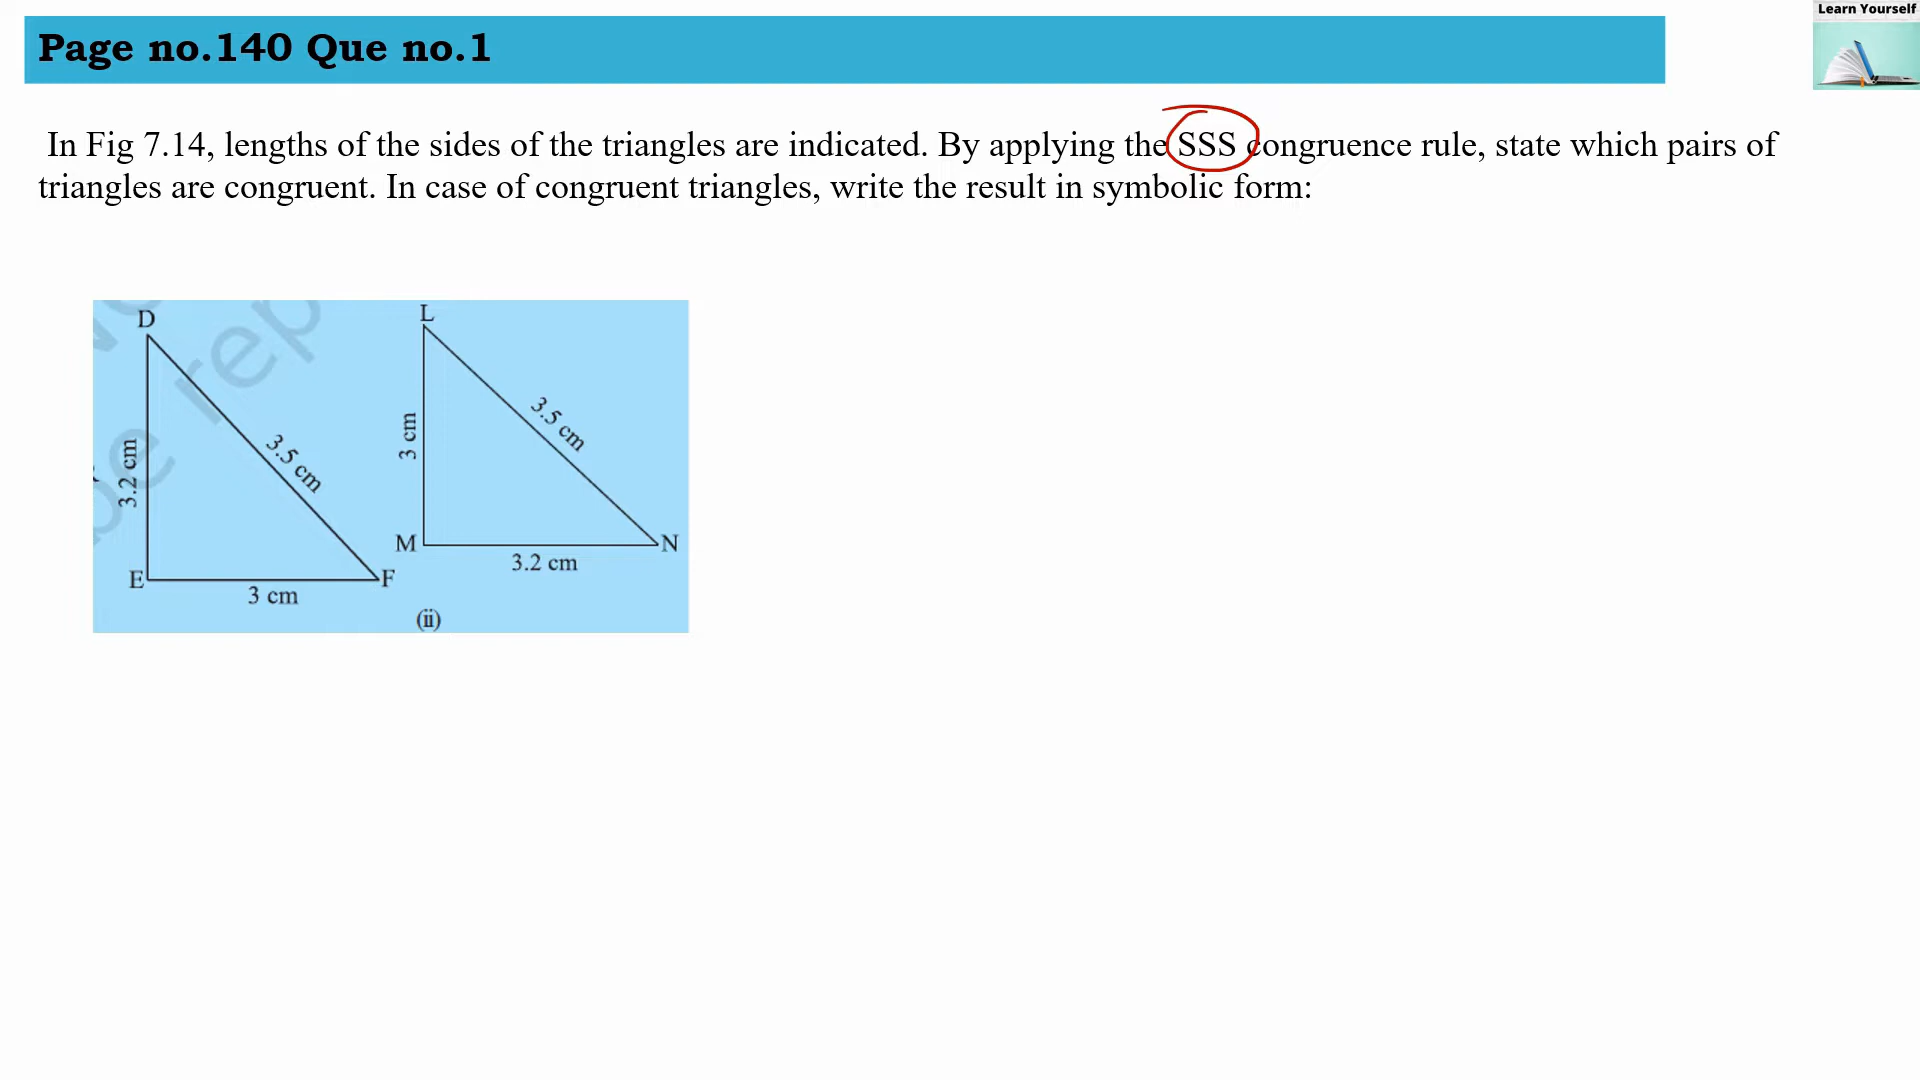 Learn Yourself
Page no.140 Que no.1
In Fig 7.14, lengths of the sides of the triangles are indicated. By applying the SSS congruence rule, state which pairs of
triangles are congruent. In case of congruent triangles, write the result in symbolic form:
D
3.2 cm
3.5 cm
E
F
3 cm
L
3 cm
3.5 cm
M
N
3.2 cm
(ii)
be rep